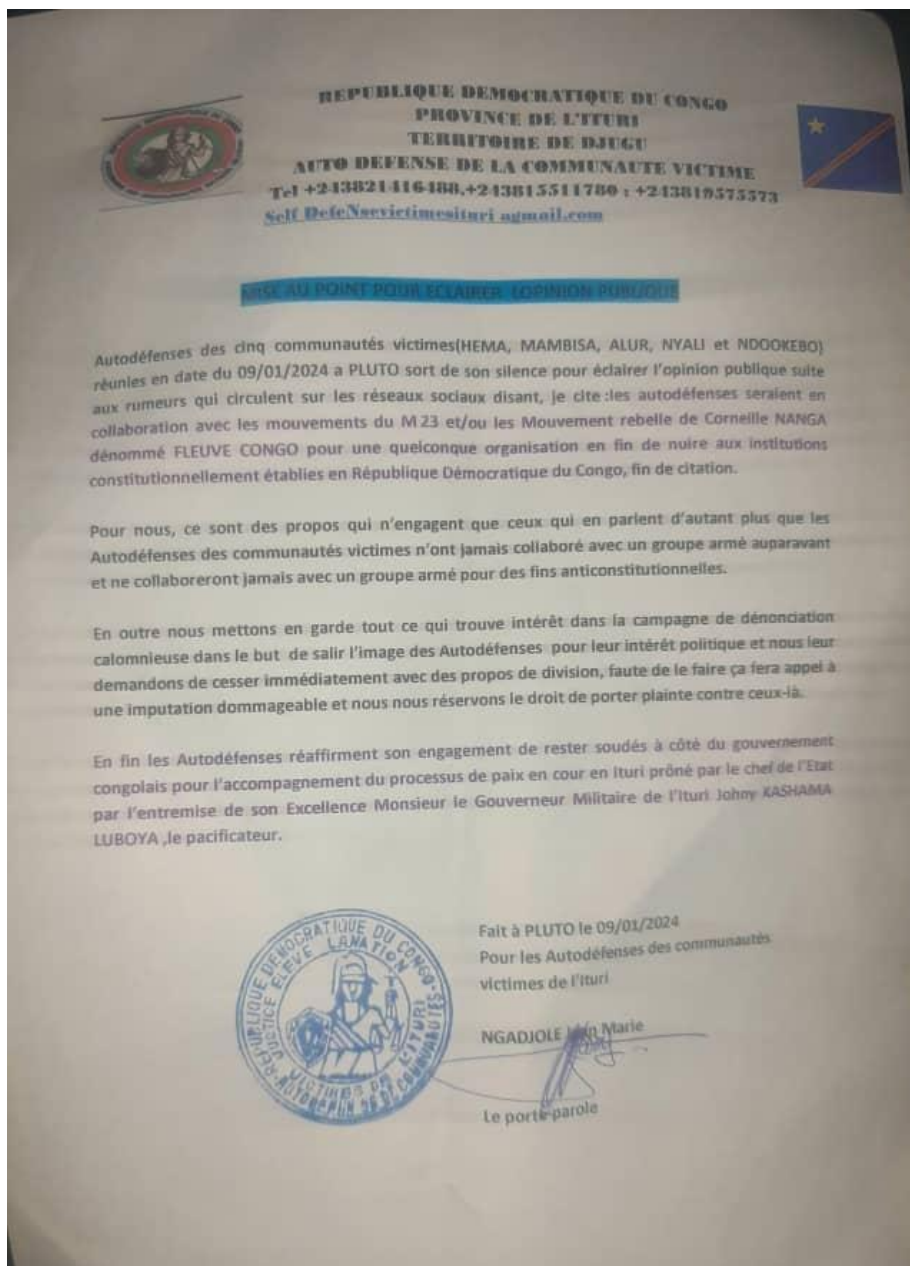 REPUBLIQUE DEMOCRATIQUE DU CONGO
PROVINCE DE L'ITURI
TERRITOIRE DE DJUGU
AUTO DEFENSE DE LA COMMUNAUTE VICTIME
Tel +243821416488,+243815511780 : +243819575573
Self DefeNsevictimesituri agmail.com
MISE AU POINT POUR ECLAIRER LOPINION PUBLIQUE
Autodéfenses des cinq communautés victimes(HEMA, MAMBISA, ALUR, NYALI et NDOOKEBO)
réunies en date du 09/01/2024 a PLUTO sort de son silence pour éclairer l'opinion publique suite
aux rumeurs qui circulent sur les réseaux sociaux disant, je cite :les autodéfenses seraient en
collaboration avec les mouvements du M 23 et/ou les Mouvement rebelle de Corneille NANGA
dénommé FLEUVE CONGO pour une quelconque organisation en fin de nuire aux institutions
constitutionnellement établies en République Démocratique du Congo, fin de citation.
Pour nous, ce sont des propos qui n'engagent que ceux qui en parlent d'autant plus que les
Autodéfenses des communautés victimes n'ont jamais collaboré avec un groupe armé auparavant
et ne collaboreront jamais avec un groupe armé pour des fins anticonstitutionnelles.
En outre nous mettons en garde tout ce qui trouve intérêt dans la campagne de dénonciation
calomnieuse dans le but de salir l'image des Autodéfenses pour leur intérêt politique et nous leur
demandons de cesser immédiatement avec des propos de division, faute de le faire ça fera appel à
une imputation dommageable et nous nous réservons le droit de porter plainte contre ceux-là.
En fin les Autodéfenses réaffirment son engagement de rester soudés à côté du gouvernement
congolais pour l'accompagnement du processus de paix en cour en Ituri prôné par le chef de l'Etat
par l'entremise de son Excellence Monsieur le Gouverneur Militaire de l'Ituri Johny KASHAMA
LUBOYA ,le pacificateur.
Fait à PLUTO le 09/01/2024
Pour les Autodéfenses des communautés
victimes de l'Ituri
NGADJOLE Marie
Le porte-parole
REPUBLIQUE DEMOCRATIQUE DU CONGO
JUSTICE ELEVE LANATION
VICTIMES DE L'ITURI